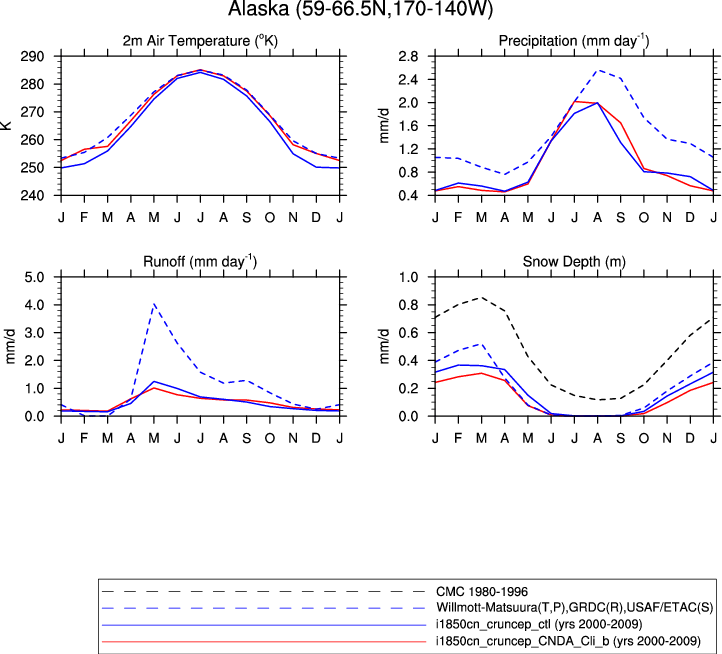 Alaska (59-66.5N,170-140W)
2m Air Temperature (°K)
Precipitation (mm day⁻¹)
290
280
270
260
250
240
K
J F M A M J J A S O N D J
2.8
2.4
2.0
1.6
1.2
0.8
0.4
mm/d
J F M A M J J A S O N D J
Runoff (mm day⁻¹)
Snow Depth (m)
5.0
4.0
3.0
2.0
1.0
0.0
mm/d
J F M A M J J A S O N D J
1.0
0.8
0.6
0.4
0.2
0.0
mm/d
J F M A M J J A S O N D J
CMC 1980-1996
Willmott-Matsuura(T,P),GRDC(R),USAF/ETAC(S)
i1850cn_cruncep_ctl (yrs 2000-2009)
i1850cn_cruncep_CNDA_Cli_b (yrs 2000-2009)